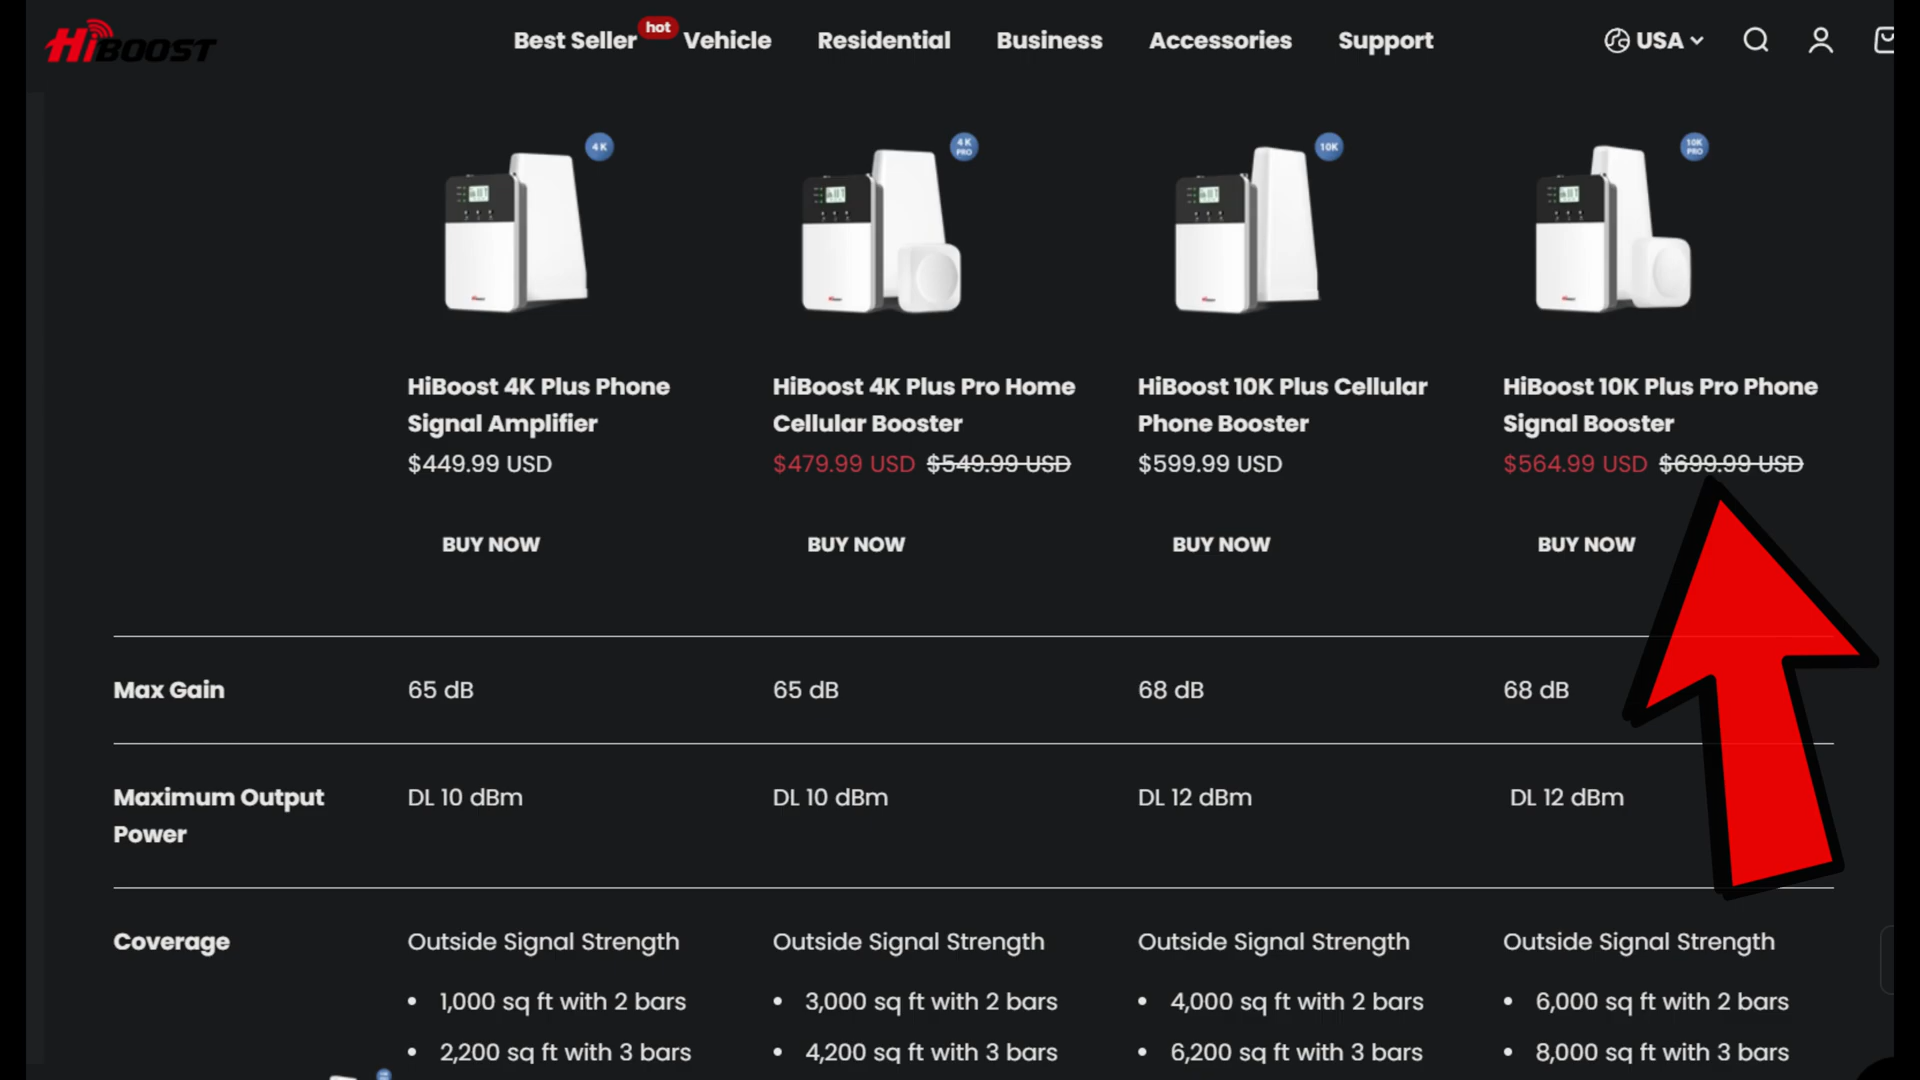 HiBOOST
Best Seller hot Vehicle Residential Business Accessories Support USA
4K
4K PRO
10K
10K PRO
HiBoost 4K Plus Phone
Signal Amplifier
$449.99 USD
BUY NOW
HiBoost 4K Plus Pro Home
Cellular Booster
$479.99 USD $549.99 USD
BUY NOW
HiBoost 10K Plus Cellular
Phone Booster
$599.99 USD
BUY NOW
HiBoost 10K Plus Pro Phone
Signal Booster
$564.99 USD $699.99 USD
BUY NOW
Max Gain 65 dB 65 dB 68 dB 68 dB
Maximum Output
Power
DL 10 dBm DL 10 dBm DL 12 dBm DL 12 dBm
Coverage
Outside Signal Strength Outside Signal Strength Outside Signal Strength Outside Signal Strength
• 1,000 sq ft with 2 bars • 3,000 sq ft with 2 bars • 4,000 sq ft with 2 bars • 6,000 sq ft with 2 bars
• 2,200 sq ft with 3 bars • 4,200 sq ft with 3 bars • 6,200 sq ft with 3 bars • 8,000 sq ft with 3 bars